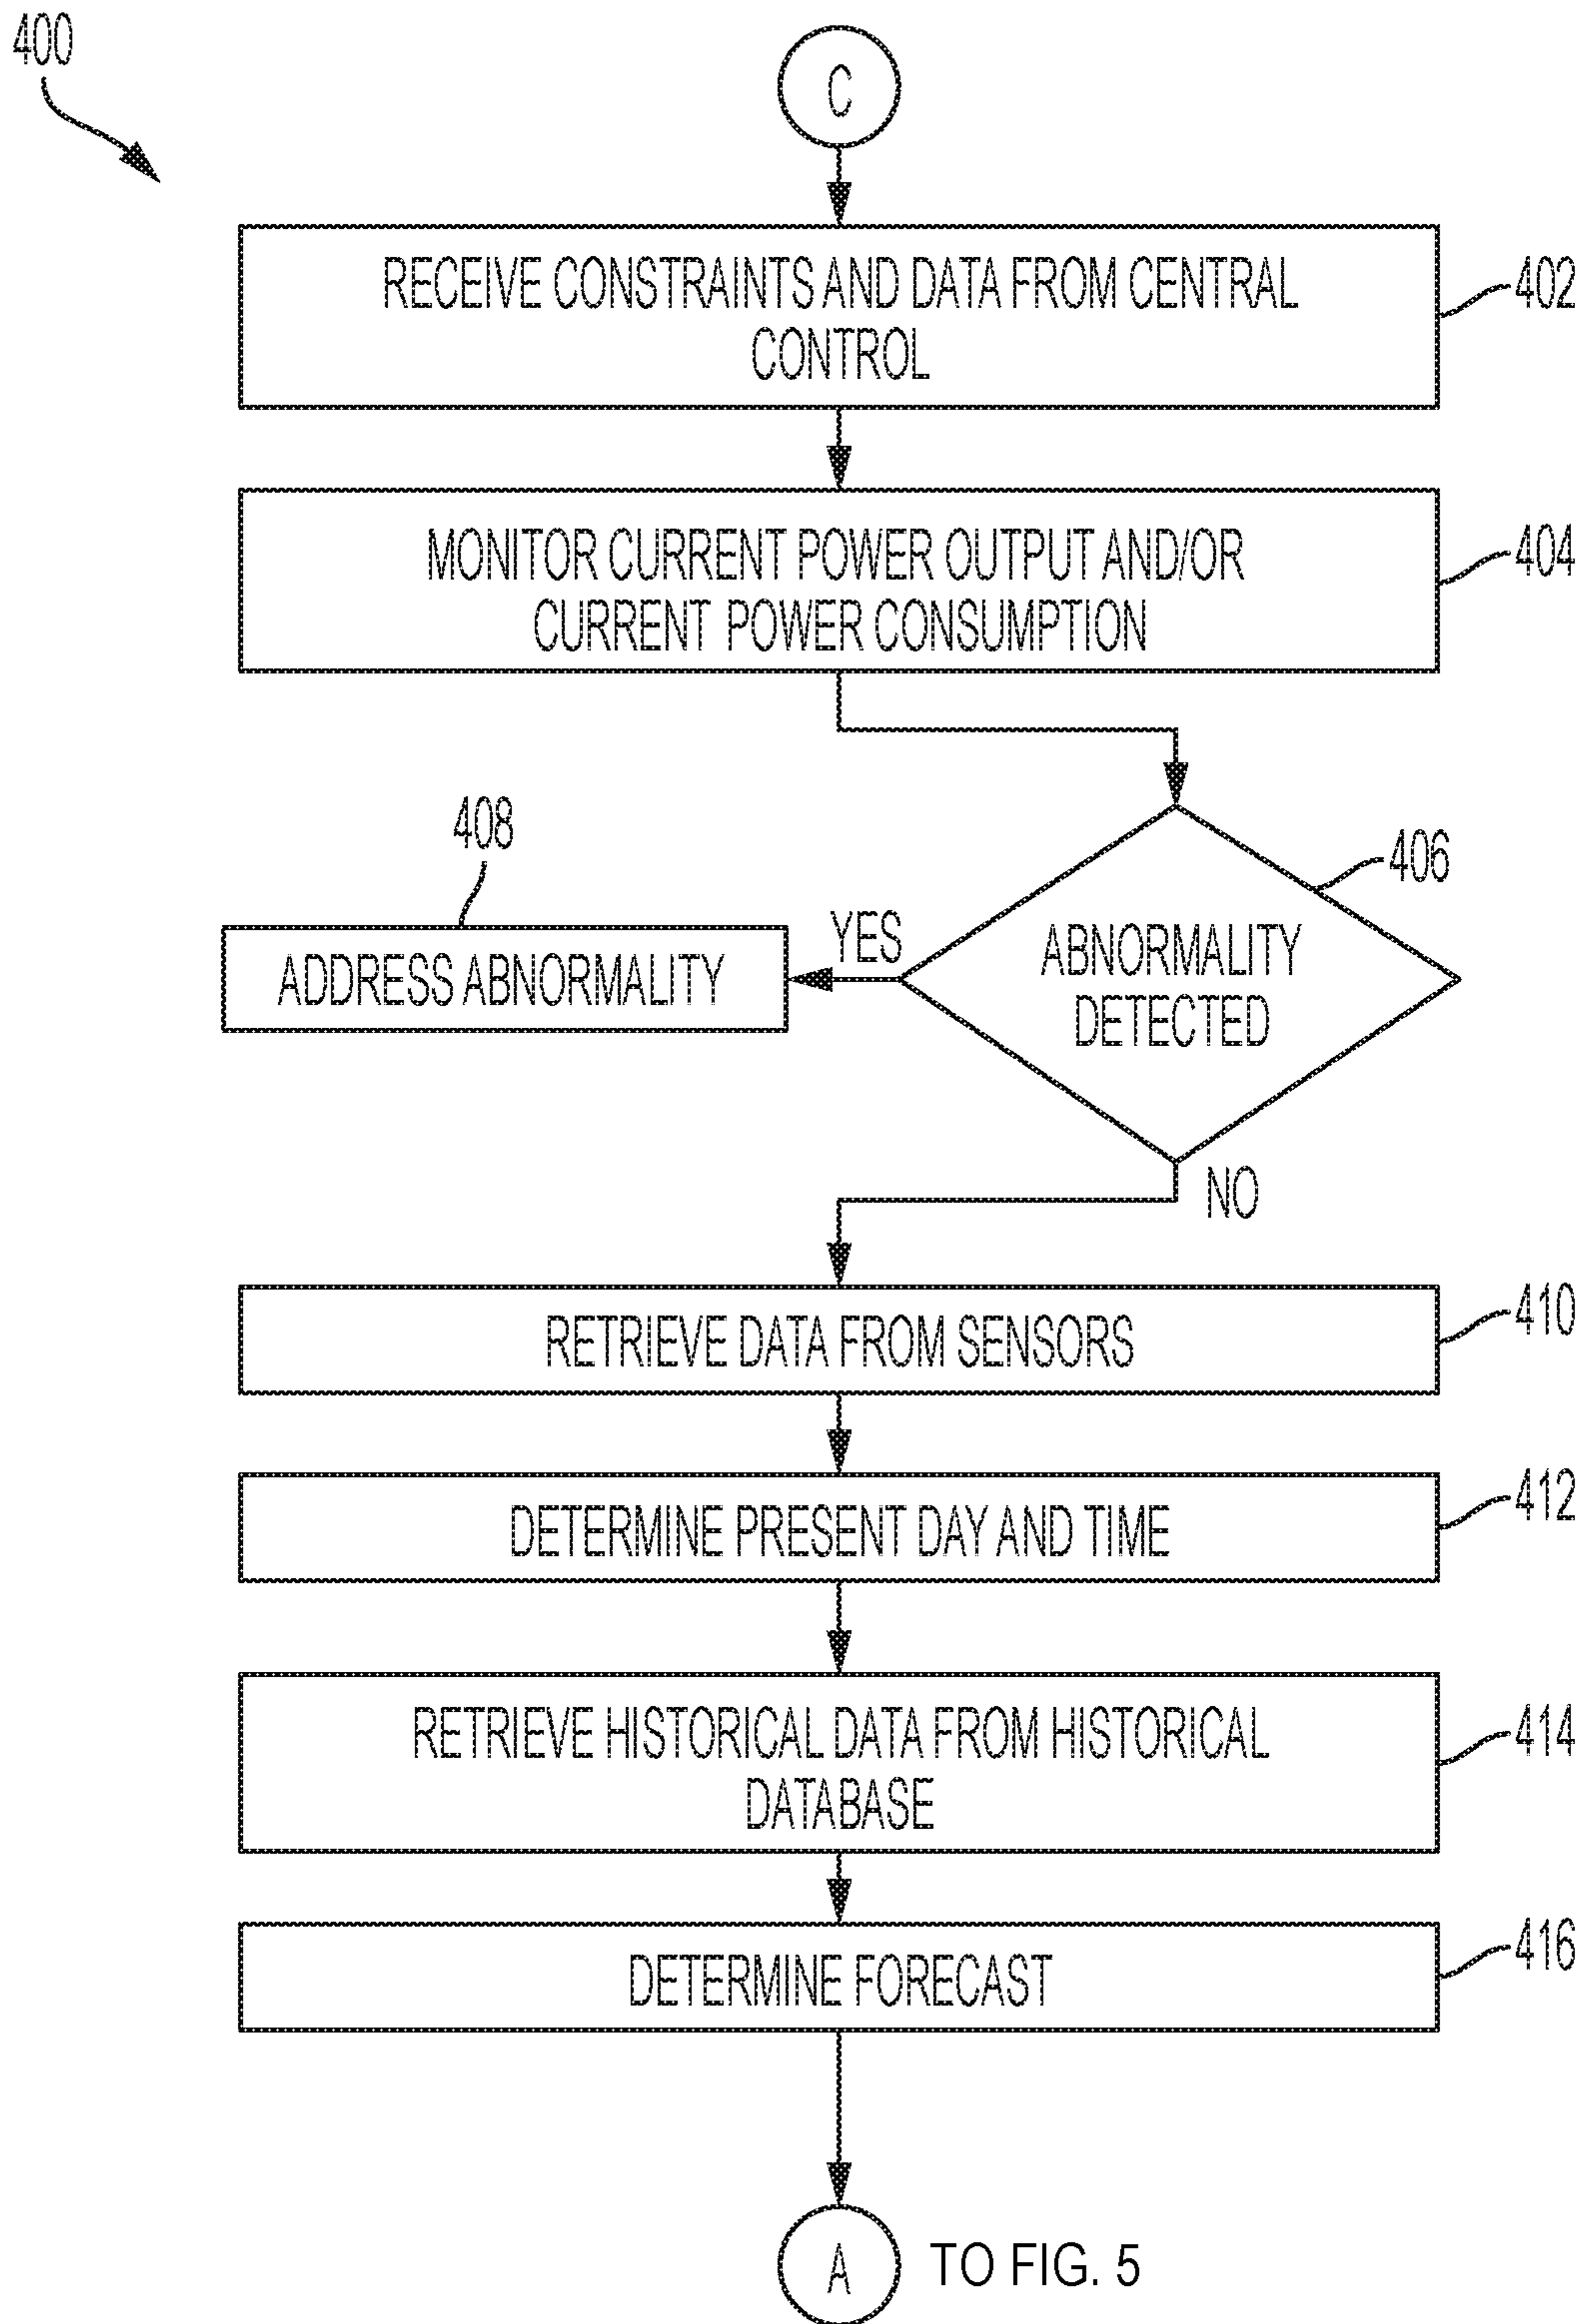 400
C
RECEIVE CONSTRAINTS AND DATA FROM CENTRAL
CONTROL
402
MONITOR CURRENT POWER OUTPUT AND/OR
CURRENT POWER CONSUMPTION
404
408
406
YES
ABNORMALITY
DETECTED
ADDRESS ABNORMALITY
NO
RETRIEVE DATA FROM SENSORS
410
DETERMINE PRESENT DAY AND TIME
412
RETRIEVE HISTORICAL DATA FROM HISTORICAL
DATABASE
414
DETERMINE FORECAST
416
A
TO FIG. 5